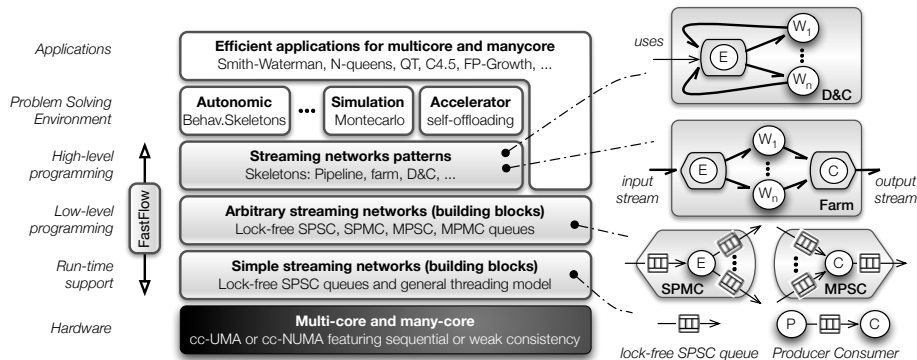 Applications
Efficient applications for multicore and manycore
Smith-Waterman, N-queens, QT, C4.5, FP-Growth, ...
Problem Solving
Environment
Autonomic
Behav.Skeletons
•••
Simulation
Montecarlo
Accelerator
self-offloading
High-level
programming
Streaming networks patterns
Skeletons: Pipeline, farm, D&C, ...
FastFlow
Low-level
programming
Arbitrary streaming networks (building blocks)
Lock-free SPSC, SPMC, MPSC, MPMC queues
Run-time
support
Simple streaming networks (building blocks)
Lock-free SPSC queues and general threading model
Hardware
Multi-core and many-core
cc-UMA or cc-NUMA featuring sequential or weak consistency
uses
E
W1
Wn
D&C
input
stream
E
W1
Wn
C
Farm
output
stream
E
SPMC
C
MPSC
lock-free SPSC queue
P
C
Producer Consumer